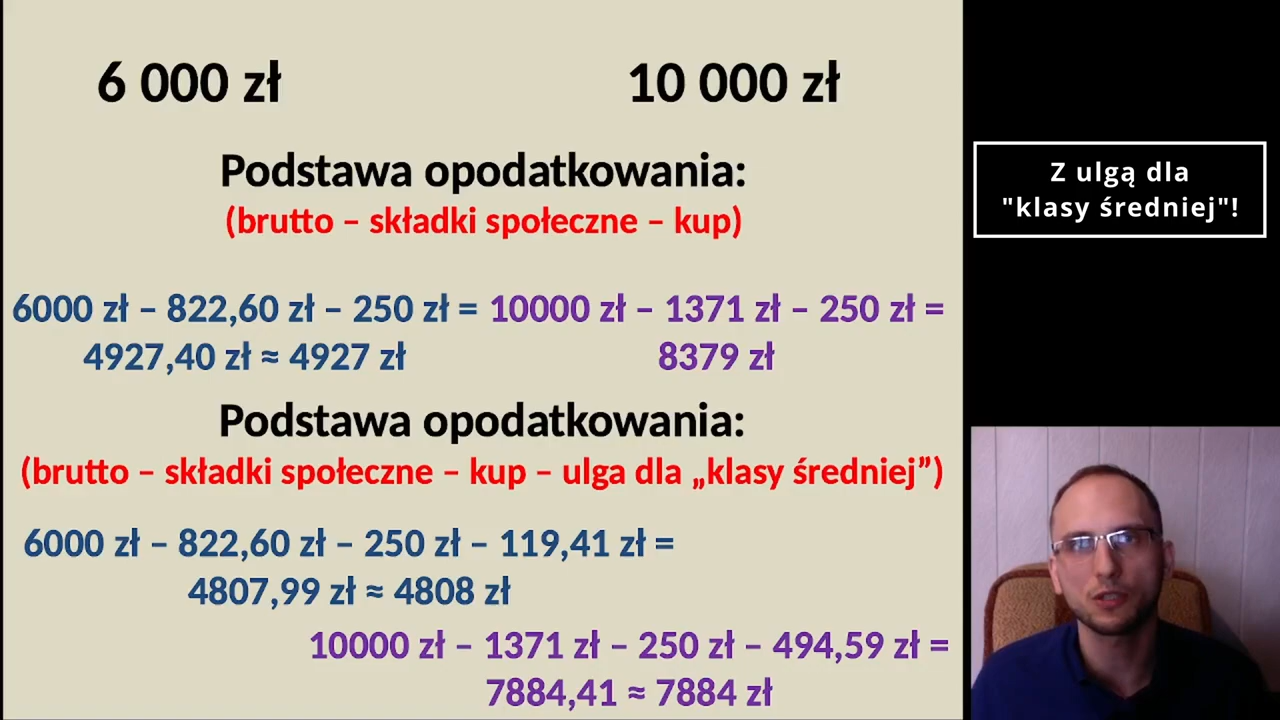 6 000 zł
10 000 zł
Podstawa opodatkowania:
(brutto – składki społeczne – kup)
6000 zł – 822,60 zł – 250 zł =
4927,40 zł ≈ 4927 zł
10000 zł – 1371 zł – 250 zł =
8379 zł
Podstawa opodatkowania:
(brutto – składki społeczne – kup – ulga dla „klasy średniej”)
6000 zł – 822,60 zł – 250 zł – 119,41 zł =
4807,99 zł ≈ 4808 zł
10000 zł – 1371 zł – 250 zł – 494,59 zł =
7884,41 ≈ 7884 zł
Z ulgą dla
"klasy średniej"!